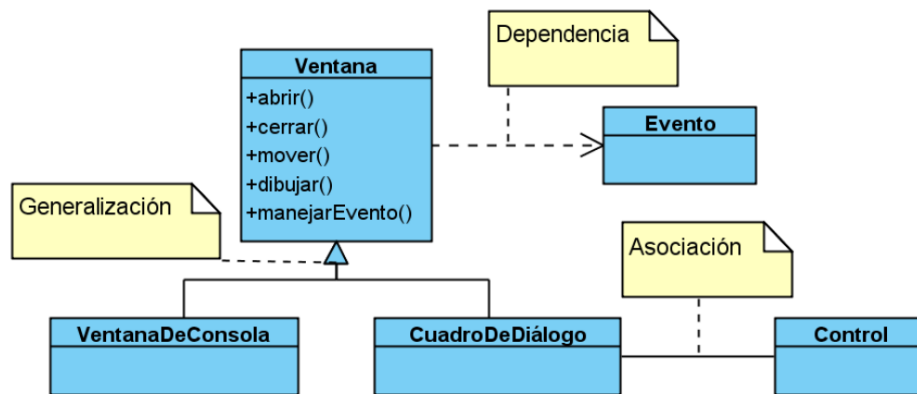 Dependencia
Ventana
+abrir()
+cerrar()
+mover()
+dibujar()
+manejarEvento()
Evento
Generalización
Asociación
VentanaDeConsola
CuadroDeDiálogo
Control